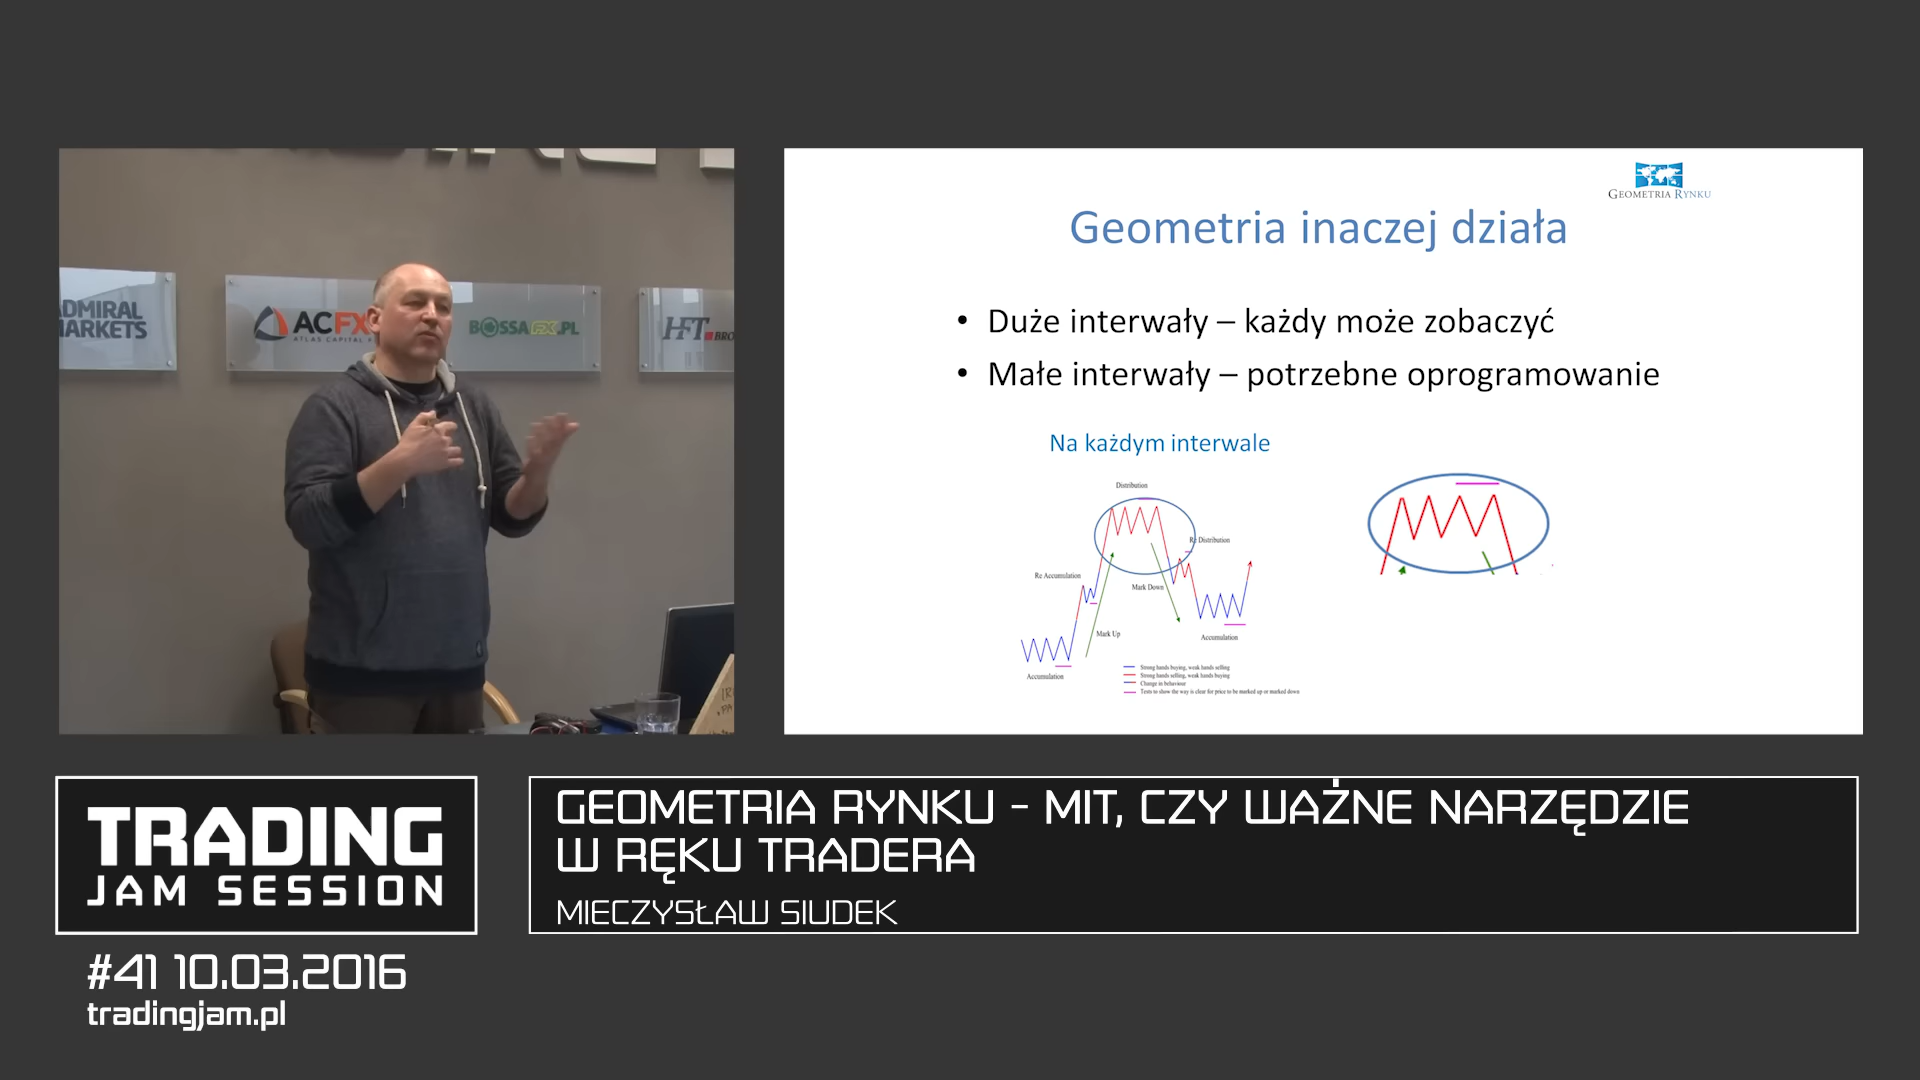 ADMIRAL
MARKETS
ACFX
ATLAS CAPITAL
BOSSAFX.PL
HFT
BRO
GEOMETRIA RYNKU
Geometria inaczej działa
• Duże interwały – każdy może zobaczyć
• Małe interwały – potrzebne oprogramowanie
Na każdym interwale
Distribution
Re Distribution
Re Accumulation
Mark Down
Mark Up
Accumulation
Accumulation
Strong hands buying, weak hands selling
Strong hands selling, weak hands buying
Change in behaviour
Tests to show the way is clear for price to be marked up or marked down
TRADING
JAM SESSION
GEOMETRIA RYNKU - MIT, CZY WAŻNE NARZĘDZIE
W RĘKU TRADERA
MIECZYSŁAW SIUDEK
#41 10.03.2016
tradingjam.pl